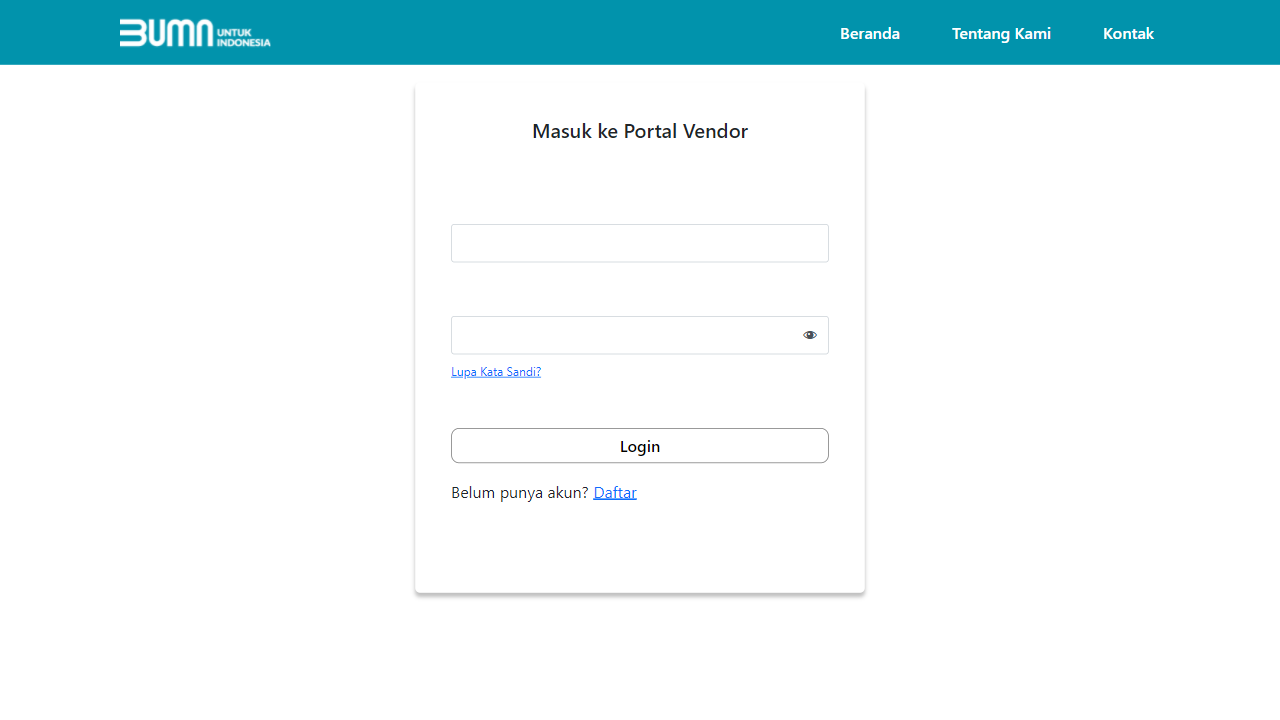 BUMN UNTUK INDONESIA
Beranda
Tentang Kami
Kontak
Masuk ke Portal Vendor
Lupa Kata Sandi?
Login
Belum punya akun? Daftar